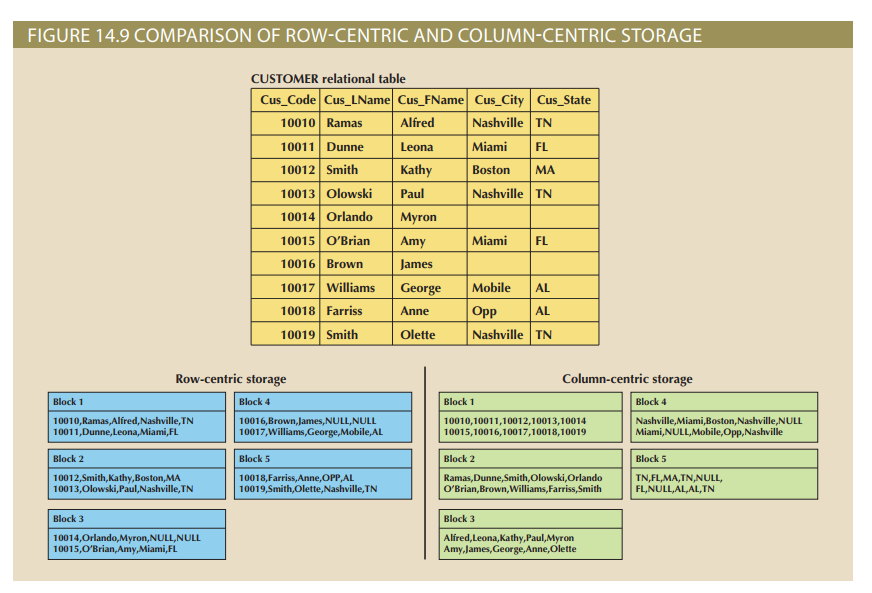 FIGURE 14.9 COMPARISON OF ROW-CENTRIC AND COLUMN-CENTRIC STORAGE
CUSTOMER relational table
Cus_Code Cus_LName Cus_FName Cus_City Cus_State
10010 Ramas Alfred Nashville TN
10011 Dunne Leona Miami FL
10012 Smith Kathy Boston MA
10013 Olowski Paul Nashville TN
10014 Orlando Myron
10015 O'Brian Amy Miami FL
10016 Brown James
10017 Williams George Mobile AL
10018 Farriss Anne Opp AL
10019 Smith Olette Nashville TN
Row-centric storage
Block 1
10010,Ramas,Alfred,Nashville,TN
10011,Dunne,Leona,Miami,FL
Block 2
10012,Smith,Kathy,Boston,MA
10013,Olowski,Paul,Nashville,TN
Block 3
10014,Orlando,Myron,NULL,NULL
10015,O'Brian,Amy,Miami,FL
Block 4
10016,Brown,James,NULL,NULL
10017,Williams,George,Mobile,AL
Block 5
10018,Farriss,Anne,OPP,AL
10019,Smith,Olette,Nashville,TN
Column-centric storage
Block 1
10010,10011,10012,10013,10014
10015,10016,10017,10018,10019
Block 2
Ramas,Dunne,Smith,Olowski,Orlando
O'Brian,Brown,Williams,Farriss,Smith
Block 3
Alfred,Leona,Kathy,Paul,Myron
Amy,James,George,Anne,Olette
Block 4
Nashville,Miami,Boston,Nashville,NULL
Miami,NULL,Mobile,Opp,Nashville
Block 5
TN,FL,MA,TN,NULL,
FL,NULL,AL,AL,TN